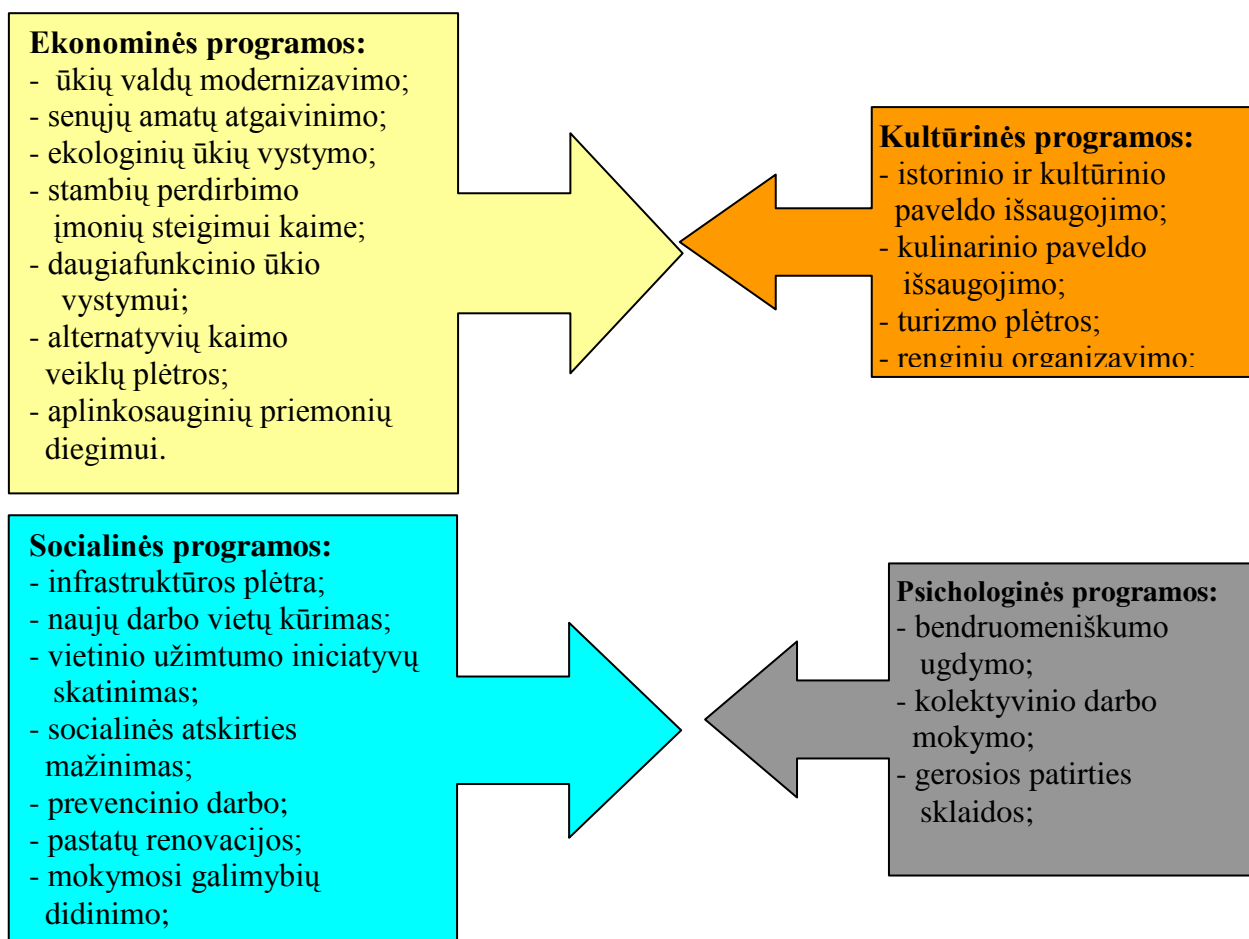 Ekonominės programos:
- ūkių valdų modernizavimo;
- senųjų amatų atgaivinimo;
- ekologinių ūkių vystymo;
- stambių perdirbimo
įmonių steigimui kaime;
- daugiafunkcinio ūkio
vystymui;
- alternatyvių kaimo
veiklų plėtros;
- aplinkosauginių priemonių
diegimui.
Kultūrinės programos:
- istorinio ir kultūrinio
paveldo išsaugojimo;
- kulinarinio paveldo
išsaugojimo;
- turizmo plėtros;
- renginių organizavimo;
Socialinės programos:
- infrastruktūros plėtra;
- naujų darbo vietų kūrimas;
- vietinio užimtumo iniciatyvų
skatinimas;
- socialinės atskirties
mažinimas;
- prevencinio darbo;
- pastatų renovacijos;
- mokymosi galimybių
didinimo;
Psichologinės programos:
- bendruomeniškumo
ugdymo;
- kolektyvinio darbo
mokymo;
- gerosios patirties
sklaidos;